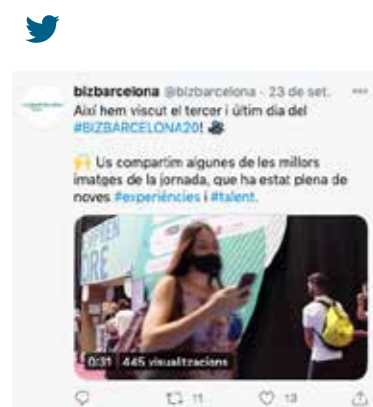 bizbarcelona @bizbarcelona · 23 de set.
Així hem viscut el tercer i últim dia del
#BIZBARCELONA20! 🎥
🙌 Us compartim algunes de les millors
imatges de la jornada, que ha estat plena de
noves #experiències i #talent.
0:31 445 visualitzacions
11 13